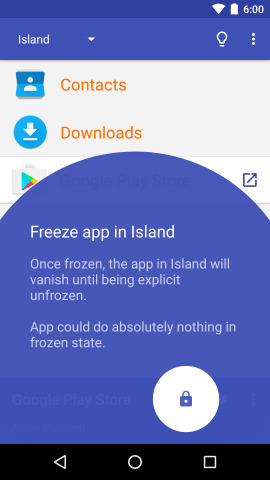 6:00
Island
Contacts
Downloads
Google Play Store
Freeze app in Island
Once frozen, the app in Island will
vanish until being explicit
unfrozen.
App could do absolutely nothing in
frozen state.
Google Play Store